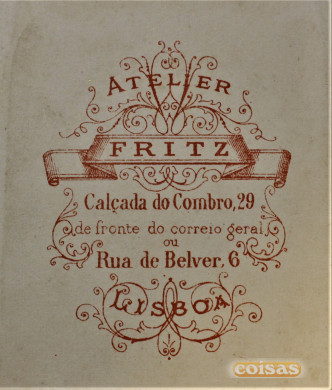 ATELIER
FRITZ
Calçada do Combro, 29
de fronte do correio geral
ou
Rua de Belver, 6
LISBOA
coisas